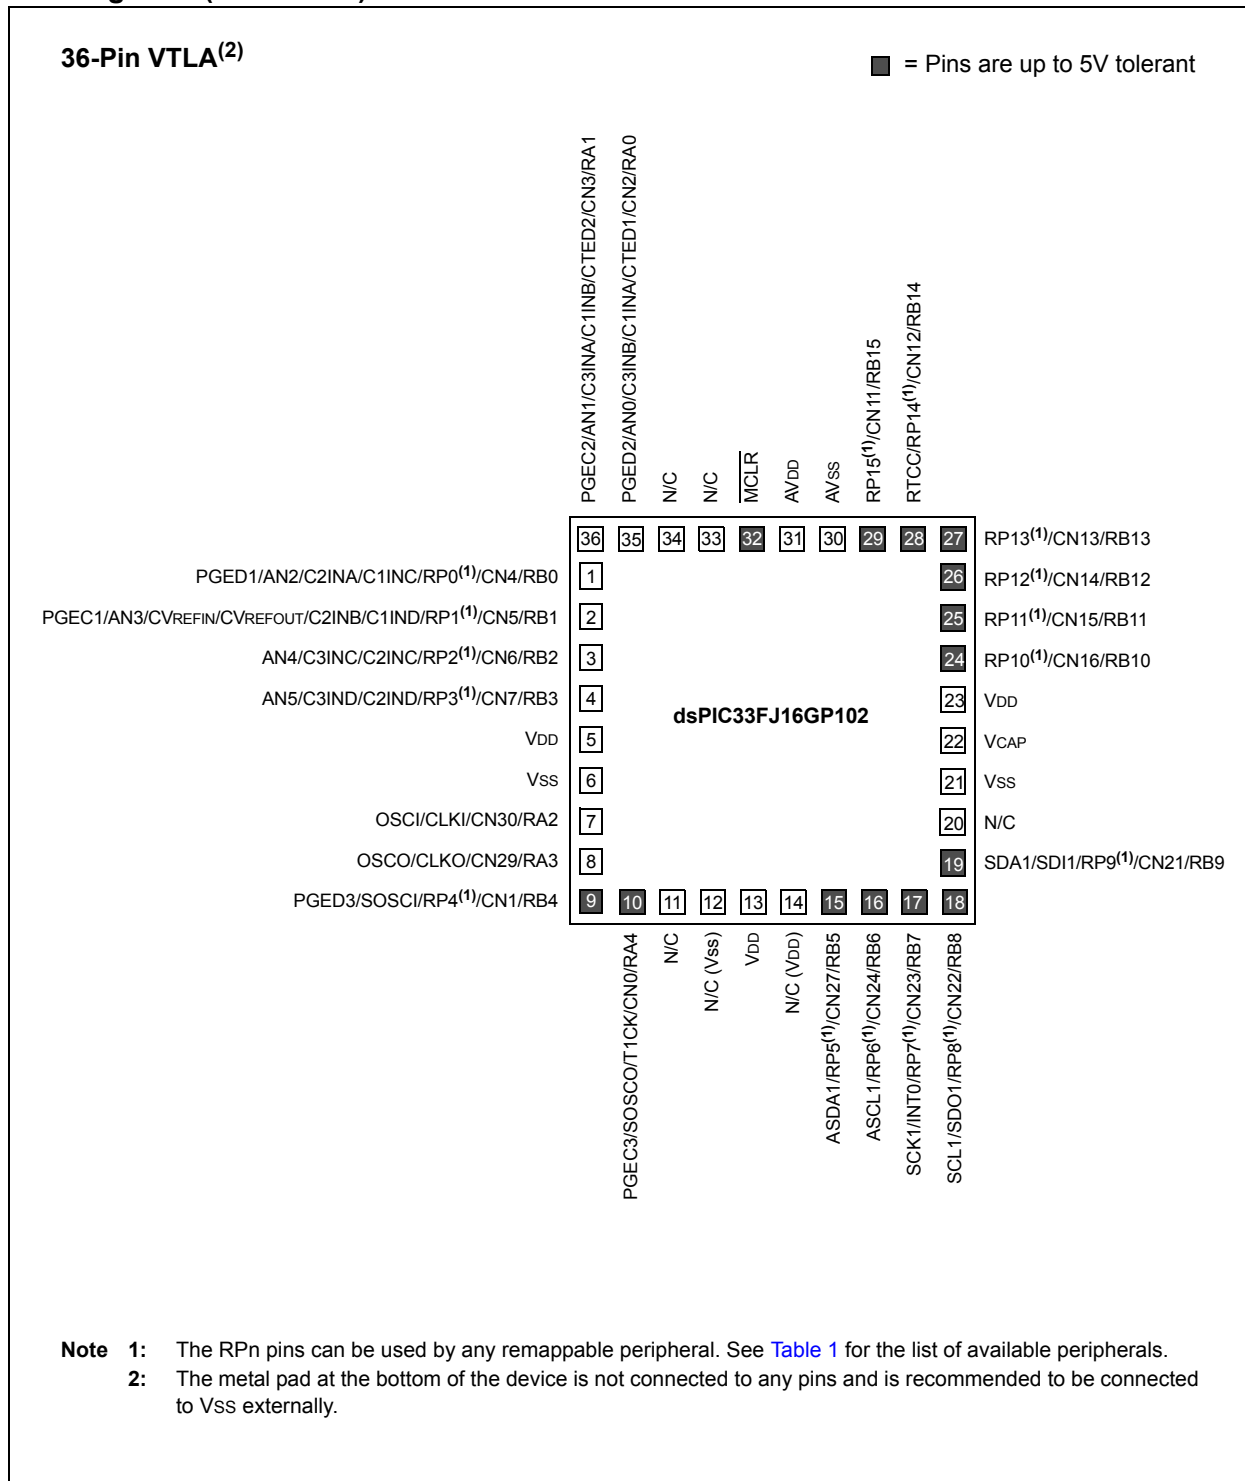 36-Pin VTLA(2)
= Pins are up to 5V tolerant
PGEC2/AN1/C3INA/C1INB/CTED2/CN3/RA1
PGED2/AN0/C3INB/C1INA/CTED1/CN2/RA0
N/C
N/C
MCLR
AVDD
AVSS
RP15(1)/CN11/RB15
RTCC/RP14(1)/CN12/RB14
36 35 34 33 32 31 30 29 28 27 RP13(1)/CN13/RB13
PGED1/AN2/C2INA/C1INC/RP0(1)/CN4/RB0 1 26 RP12(1)/CN14/RB12
PGEC1/AN3/CVREFIN/CVREFOUT/C2INB/C1IND/RP1(1)/CN5/RB1 2 25 RP11(1)/CN15/RB11
AN4/C3INC/C2INC/RP2(1)/CN6/RB2 3 24 RP10(1)/CN16/RB10
AN5/C3IND/C2IND/RP3(1)/CN7/RB3 4 23 VDD
dsPIC33FJ16GP102
VDD 5 22 VCAP
VSS 6 21 VSS
OSCI/CLKI/CN30/RA2 7 20 N/C
OSCO/CLKO/CN29/RA3 8 19 SDA1/SDI1/RP9(1)/CN21/RB9
PGED3/SOSCI/RP4(1)/CN1/RB4 9 10 11 12 13 14 15 16 17 18
PGEC3/SOSCO/T1CK/CN0/RA4
N/C
N/C (Vss)
VDD
N/C (VDD)
ASDA1/RP5(1)/CN27/RB5
ASCL1/RP6(1)/CN24/RB6
SCK1/INT0/RP7(1)/CN23/RB7
SCL1/SDO1/RP8(1)/CN22/RB8
Note 1: The RPn pins can be used by any remappable peripheral. See Table 1 for the list of available peripherals.
2: The metal pad at the bottom of the device is not connected to any pins and is recommended to be connected
to Vss externally.